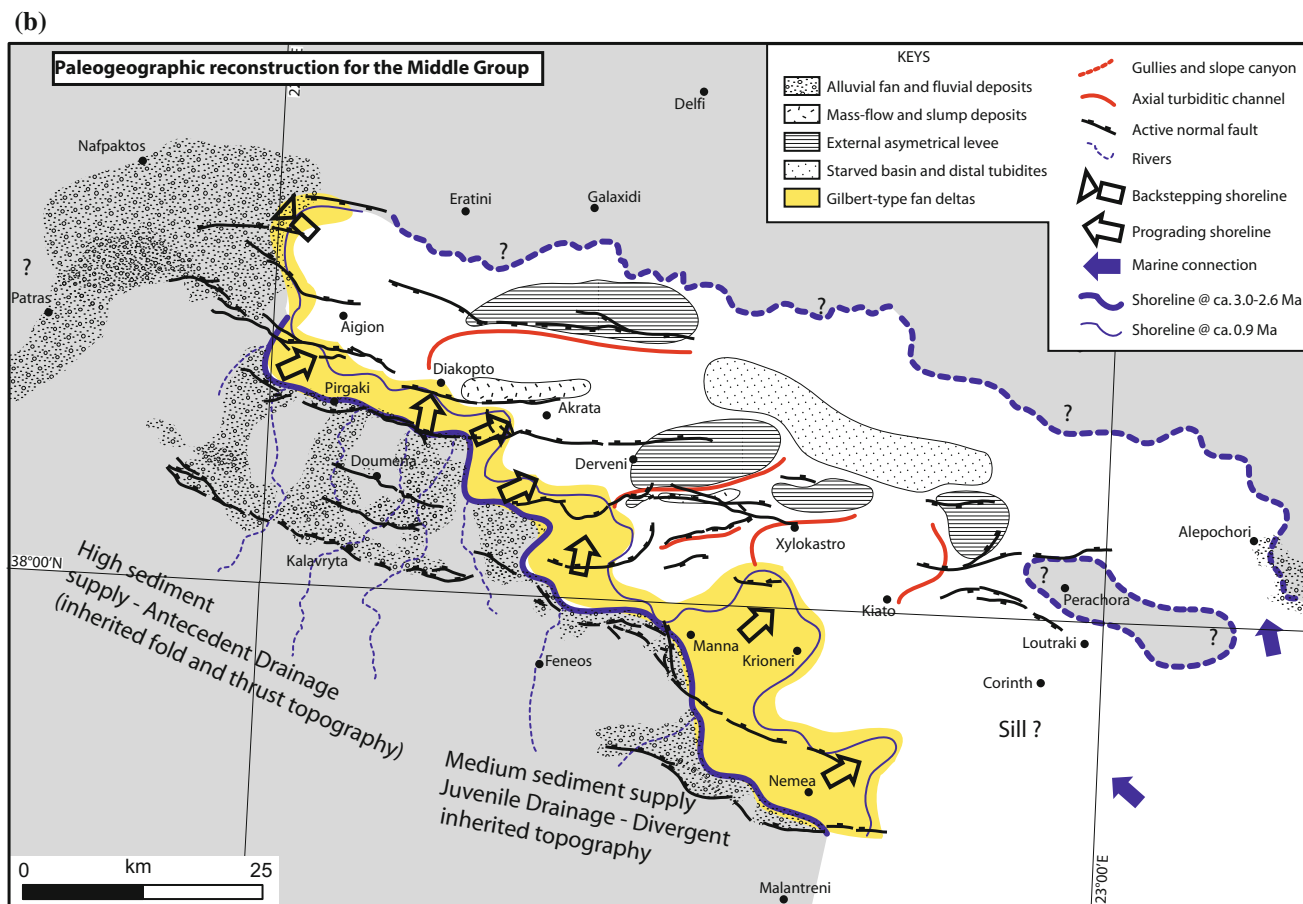 (b)
Paleogeographic reconstruction for the Middle Group
KEYS
Alluvial fan and fluvial deposits
Mass-flow and slump deposits
External asymetrical levee
Starved basin and distal tubidites
Gilbert-type fan deltas
Gullies and slope canyon
Axial turbiditic channel
Active normal fault
Rivers
Backstepping shoreline
Prograding shoreline
Marine connection
Shoreline @ ca. 3.0-2.6 Ma
Shoreline @ ca. 0.9 Ma
Delfi
Nafpaktos
Eratini
Galaxidi
?
?
Patras
?
Aigion
Diakopto
Pirgaki
Akrata
?
Doumena
Derveni
Xylokastro
Alepochori
38°00'N
Kalavryta
?
Perachora
Kiato
Manna
Krioneri
Loutraki
?
Feneos
Corinth
Sill ?
High sediment
supply - Antecedent Drainage
(inherited fold and thrust topography)
Medium sediment supply
Juvenile Drainage - Divergent
inherited topography
Nemea
23°00'E
Malantreni
km
0
25